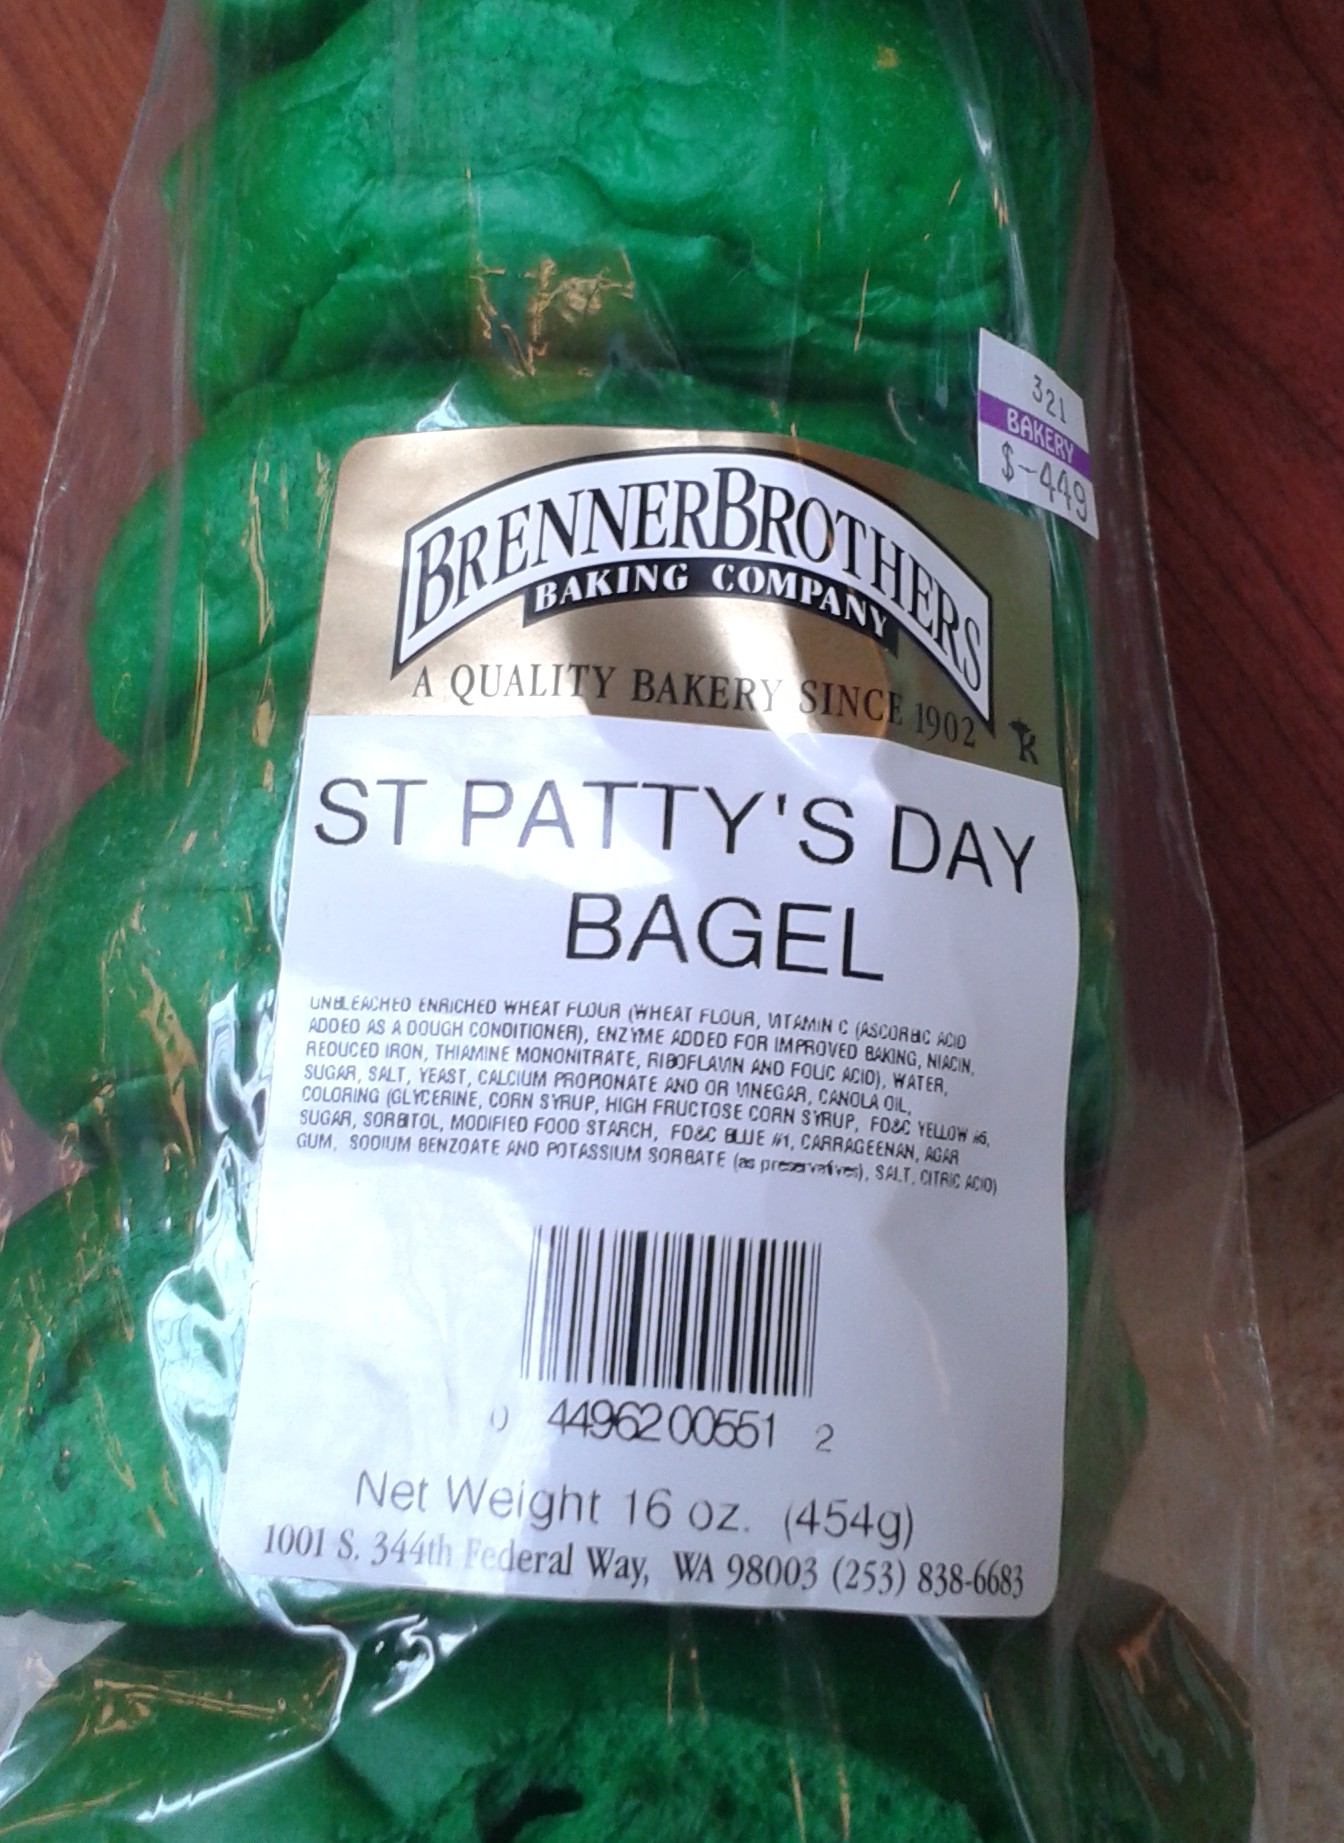 321
BAKERY
$-449
BRENNERBROTHERS
BAKING COMPANY
A QUALITY BAKERY SINCE 1902
K
ST PATTY'S DAY
BAGEL
UNBLEACHED ENRICHED WHEAT FLOUR (WHEAT FLOUR, VITAMIN C (ASCORBIC ACID
ADDED AS A DOUGH CONDITIONER), ENZYME ADDED FOR IMPROVED BAKING, NIACIN,
REDUCED IRON, THIAMINE MONONITRATE, RIBOFLAVIN AND FOLIC ACID), WATER,
SUGAR, SALT, YEAST, CALCIUM PROPIONATE AND OR VINEGAR, CANOLA OIL,
COLORING (GLYCERINE, CORN SYRUP, HIGH FRUCTOSE CORN SYRUP, FD&C YELLOW #5,
SUGAR, SORBITOL, MODIFIED FOOD STARCH, FD&C BLUE #1, CARRAGEENAN, AGAR
GUM, SODIUM BENZOATE AND POTASSIUM SORBATE (as preservatives), SALT, CITRIC ACID)
0 44962 00551 2
Net Weight 16 oz. (454g)
1001 S. 344th Federal Way, WA 98003 (253) 838-6683